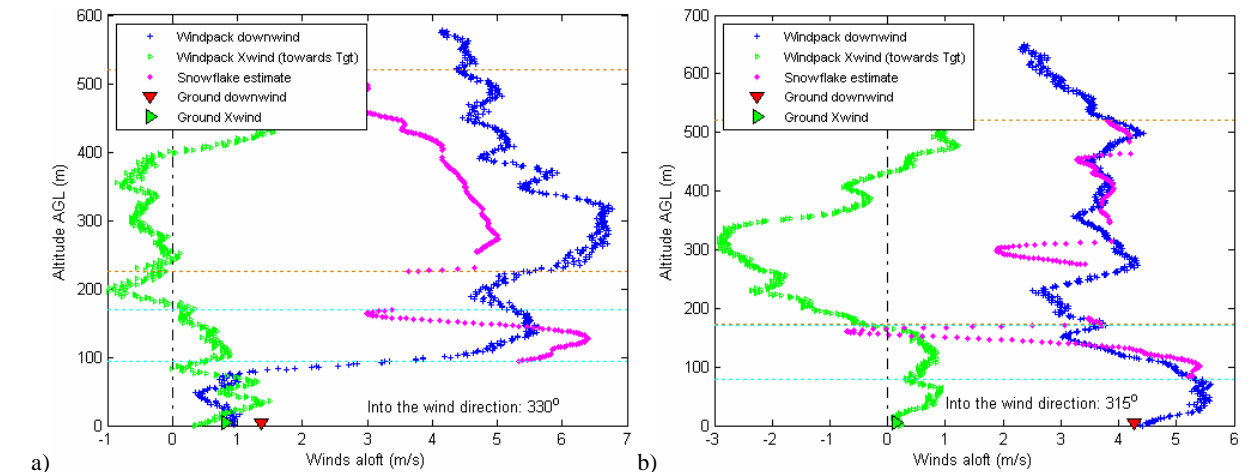 600
500
400
300
200
100
0
Altitude AGL (m)
Windpack downwind
Windpack Xwind (towards Tgt)
Snowflake estimate
Ground downwind
Ground Xwind
Into the wind direction: 330°
-1 0 1 2 3 4 5 6 7
Winds aloft (m/s)
a)
700
600
500
400
300
200
100
0
Altitude AGL (m)
Windpack downwind
Windpack Xwind (towards Tgt)
Snowflake estimate
Ground downwind
Ground Xwind
Into the wind direction: 315°
-3 -2 -1 0 1 2 3 4 5 6
Winds aloft (m/s)
b)